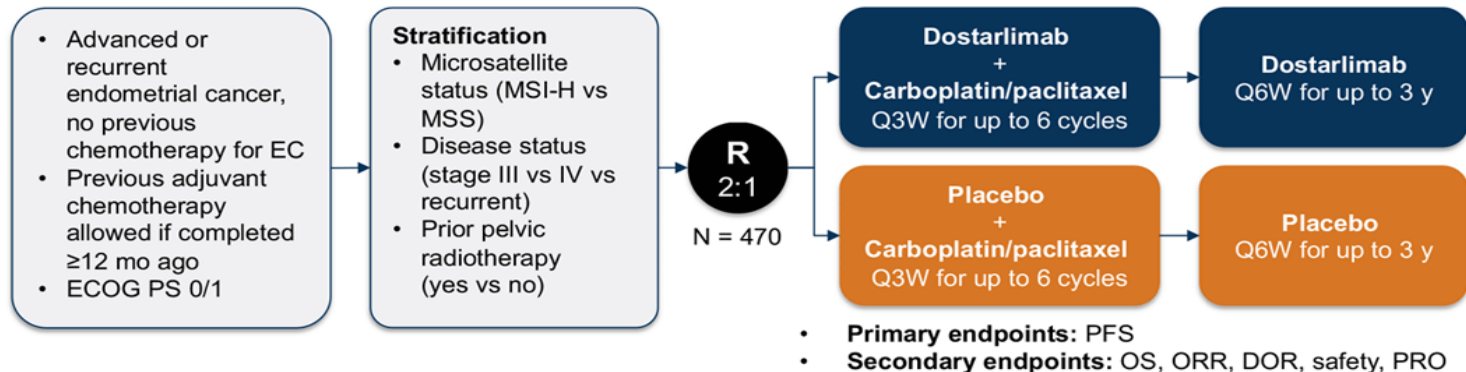 • Advanced or
recurrent
endometrial cancer,
no previous
chemotherapy for EC
• Previous adjuvant
chemotherapy
allowed if completed
≥12 mo ago
• ECOG PS 0/1
Stratification
• Microsatellite
status (MSI-H vs
MSS)
• Disease status
(stage III vs IV vs
recurrent)
• Prior pelvic
radiotherapy
(yes vs no)
R
2:1
N = 470
Dostarlimab
+
Carboplatin/paclitaxel
Q3W for up to 6 cycles
Dostarlimab
Q6W for up to 3 y
Placebo
+
Carboplatin/paclitaxel
Q3W for up to 6 cycles
Placebo
Q6W for up to 3 y
• Primary endpoints: PFS
• Secondary endpoints: OS, ORR, DOR, safety, PRO